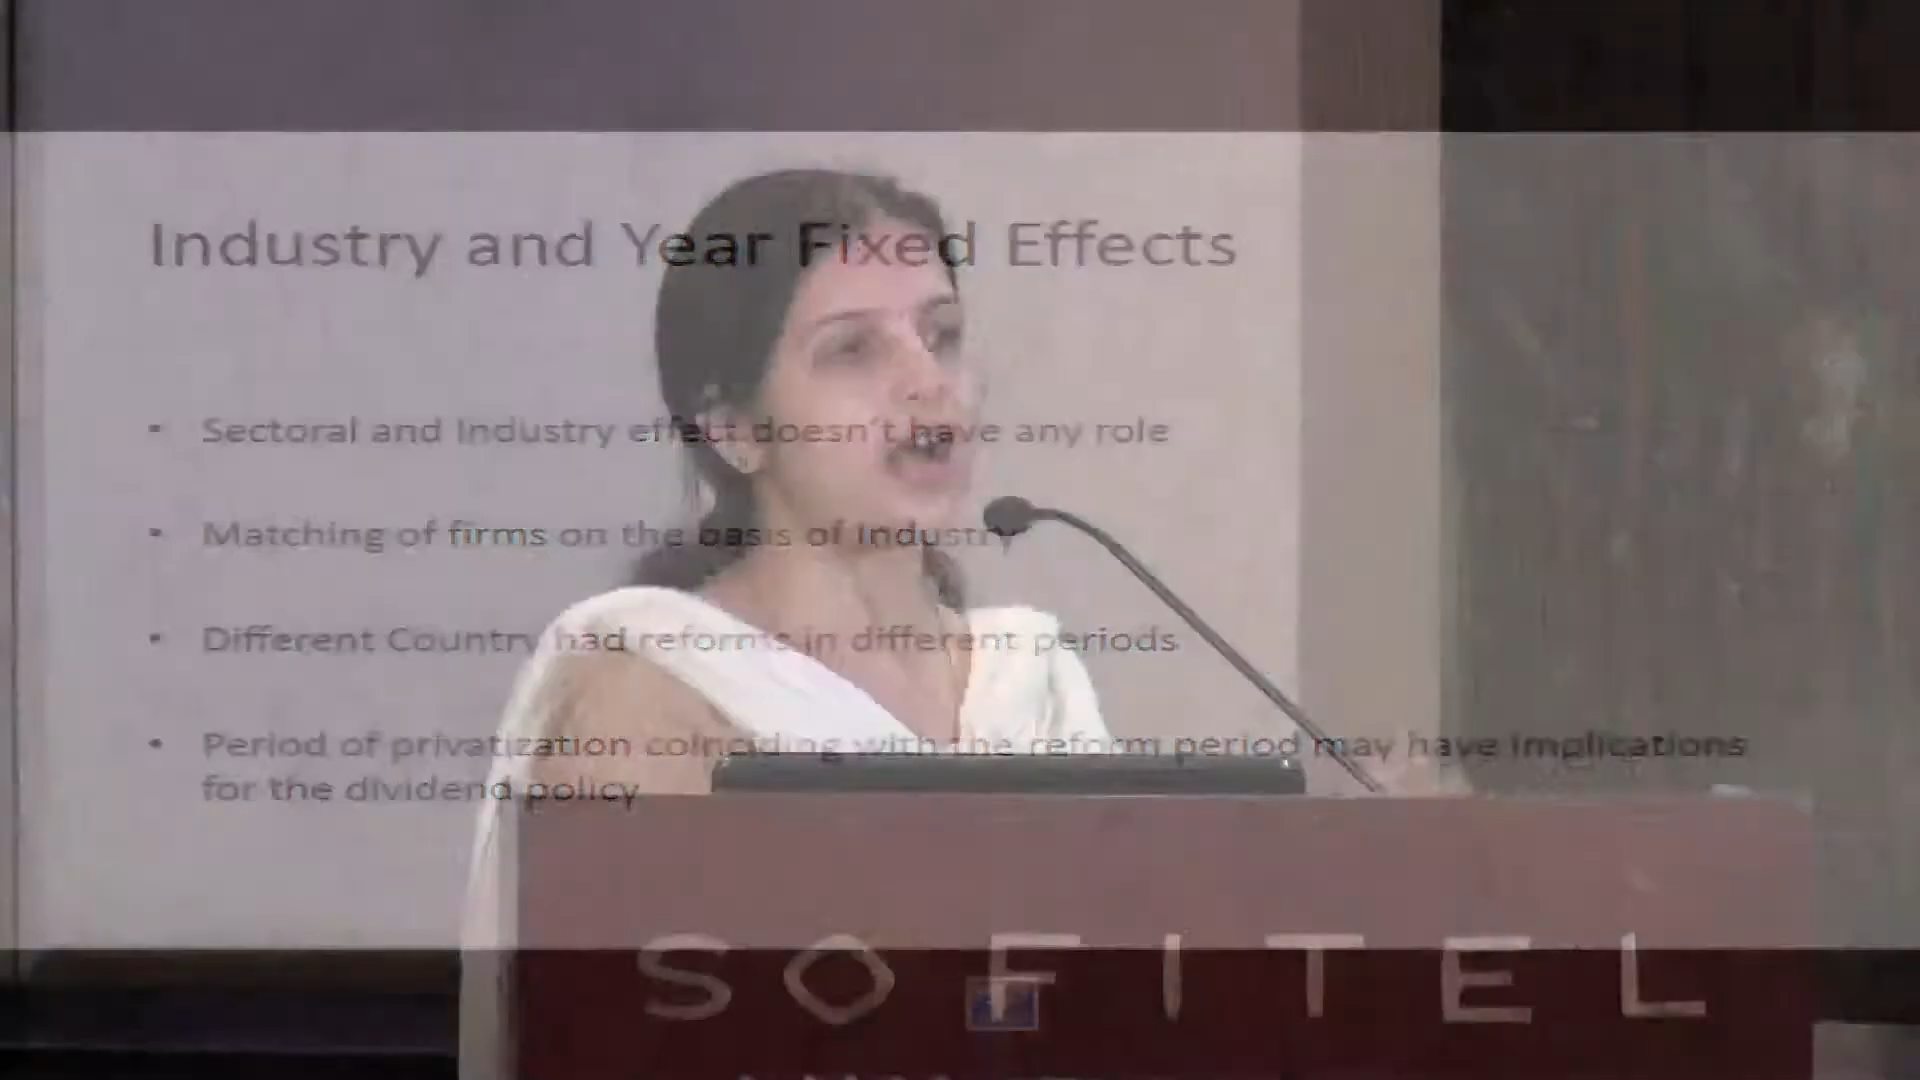 Industry and Year Fixed Effects
• Sectoral and Industry effect doesn't have any role
• Matching of firms on the basis of Industry
• Different Country had reforms in different periods
• Period of privatization coinciding with the reform period may have implications
for the dividend policy
SOFITEL